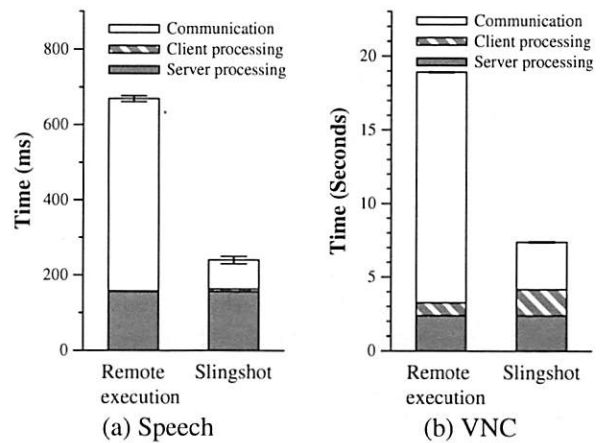 Communication
Client processing
Server processing
Time (ms)
800
600
400
200
0
Remote execution
Slingshot
(a) Speech
Communication
Client processing
Server processing
Time (Seconds)
20
15
10
5
0
Remote execution
Slingshot
(b) VNC